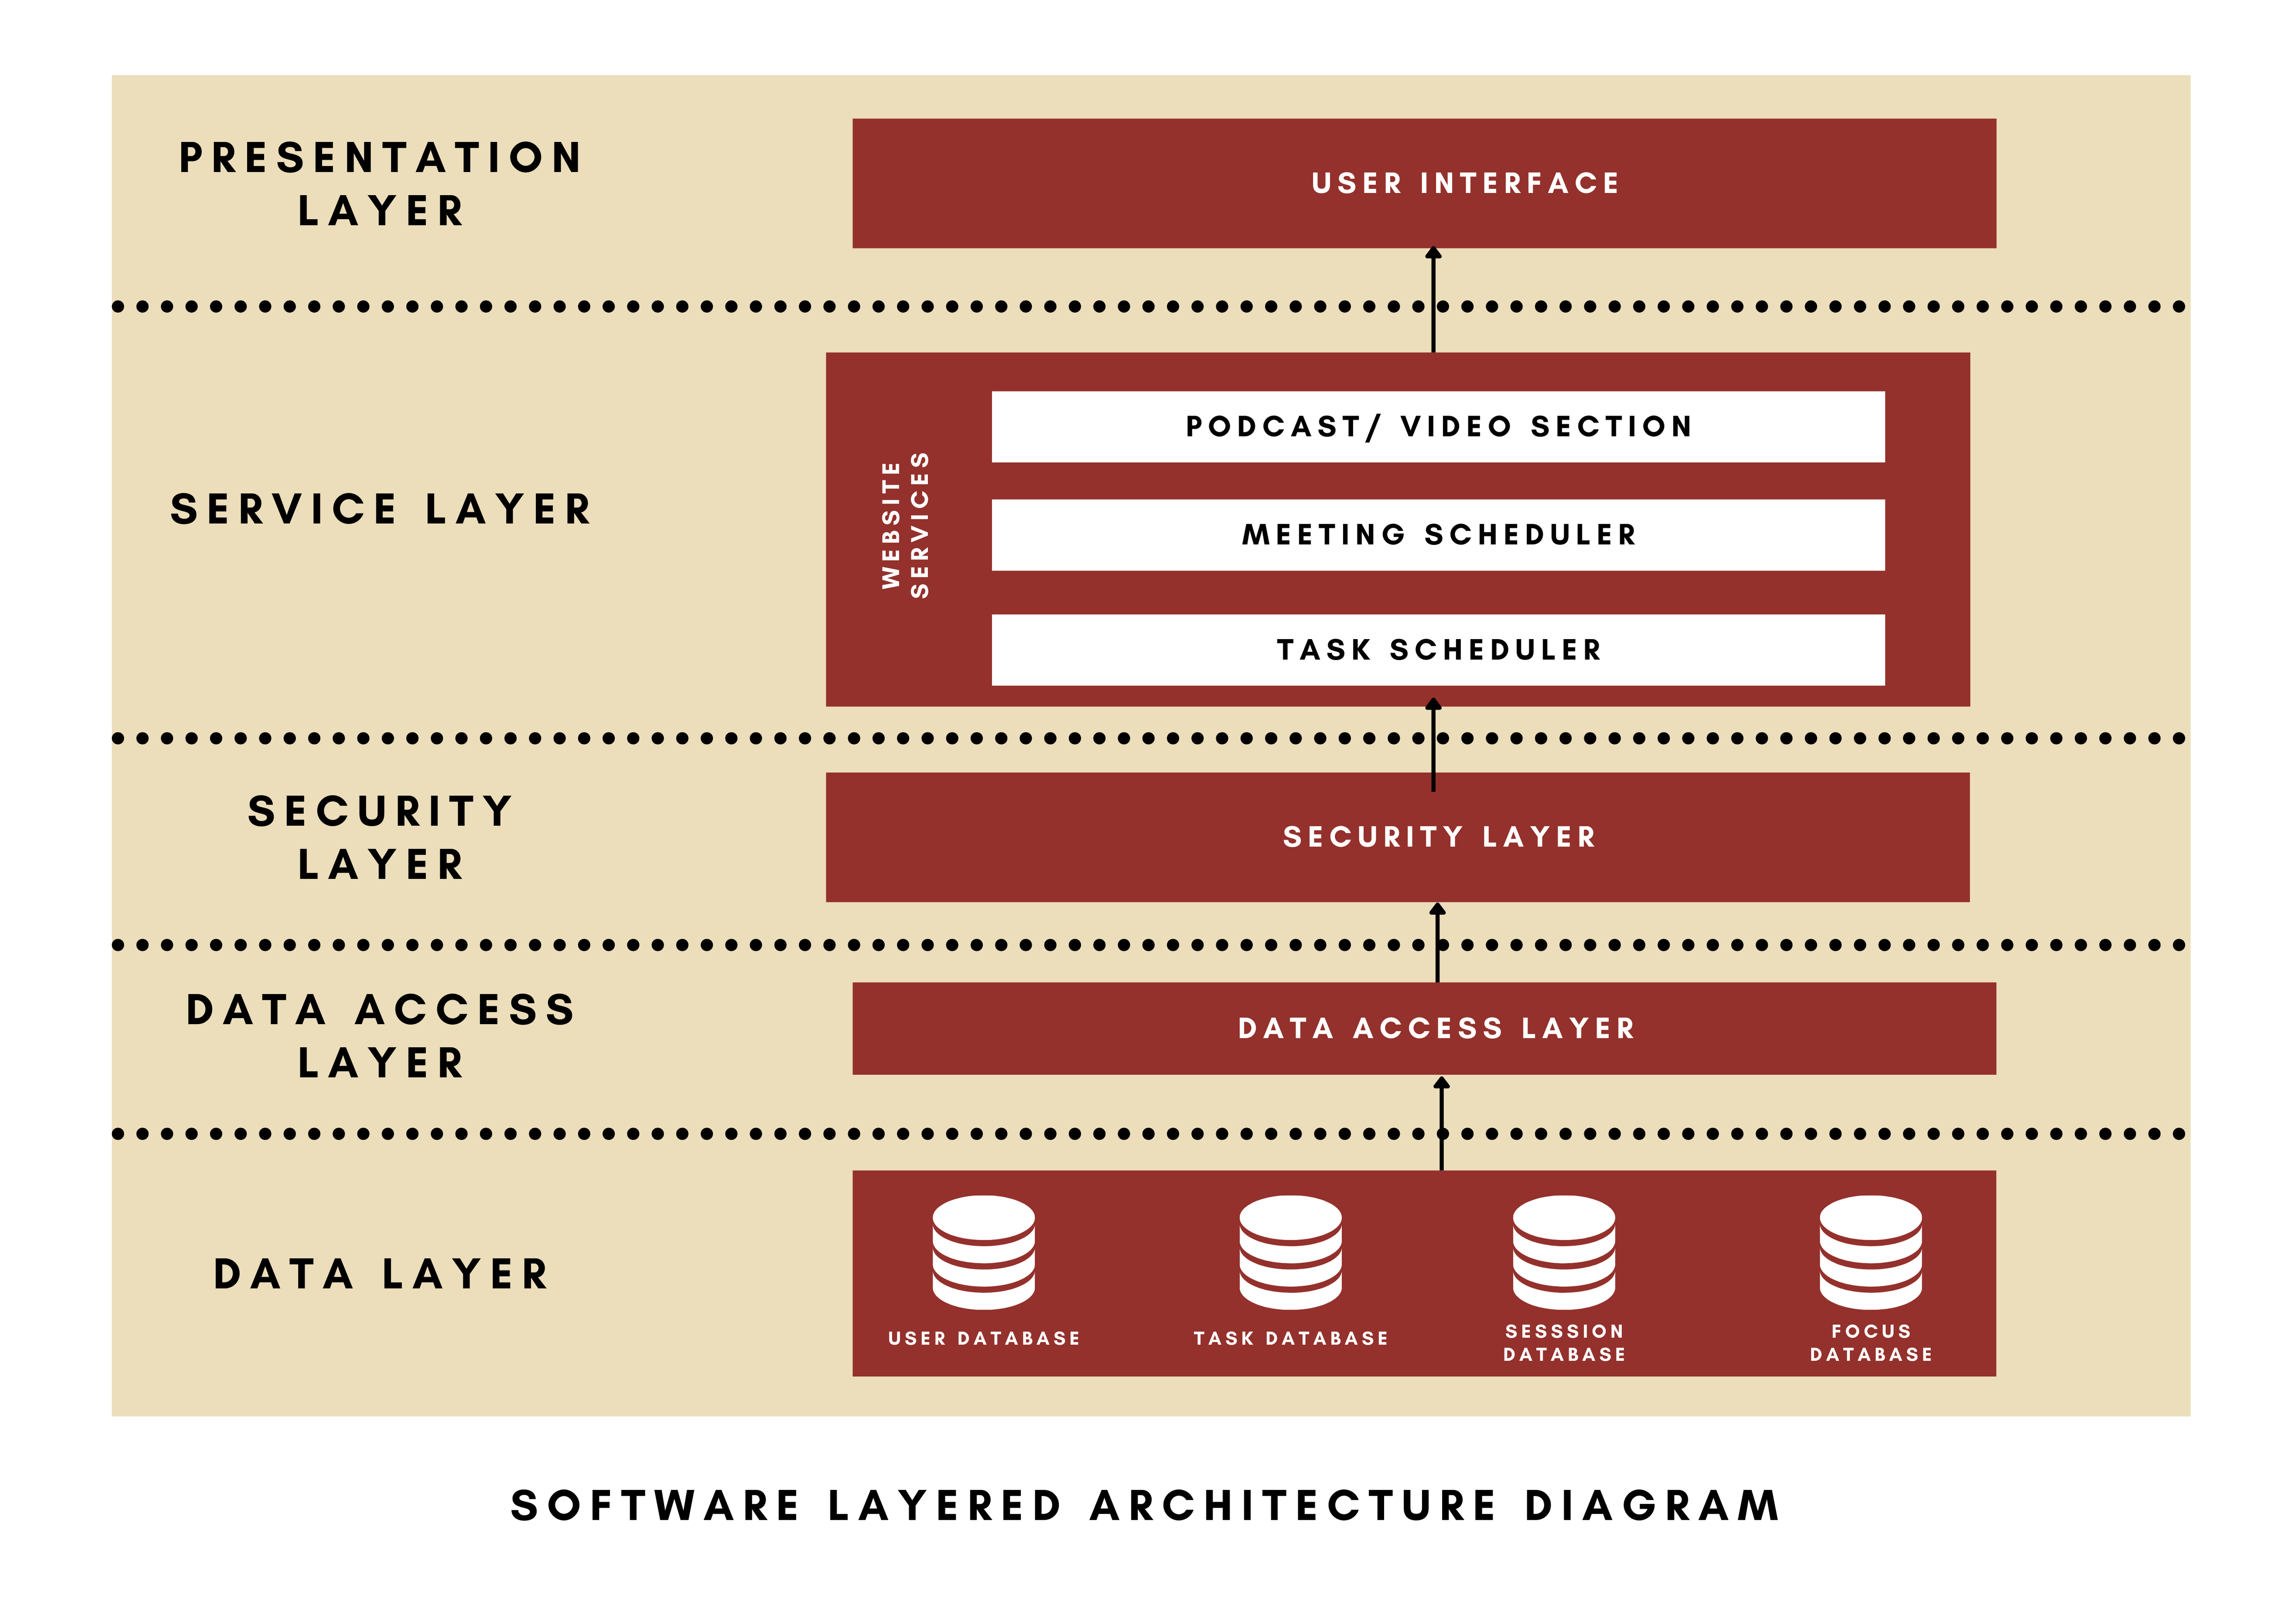 PRESENTATION
LAYER
USER INTERFACE
SERVICE LAYER
WEBSITE
SERVICES
PODCAST/ VIDEO SECTION
MEETING SCHEDULER
TASK SCHEDULER
SECURITY
LAYER
SECURITY LAYER
DATA ACCESS
LAYER
DATA ACCESS LAYER
DATA LAYER
USER DATABASE
TASK DATABASE
SESSSION
DATABASE
FOCUS
DATABASE
SOFTWARE LAYERED ARCHITECTURE DIAGRAM